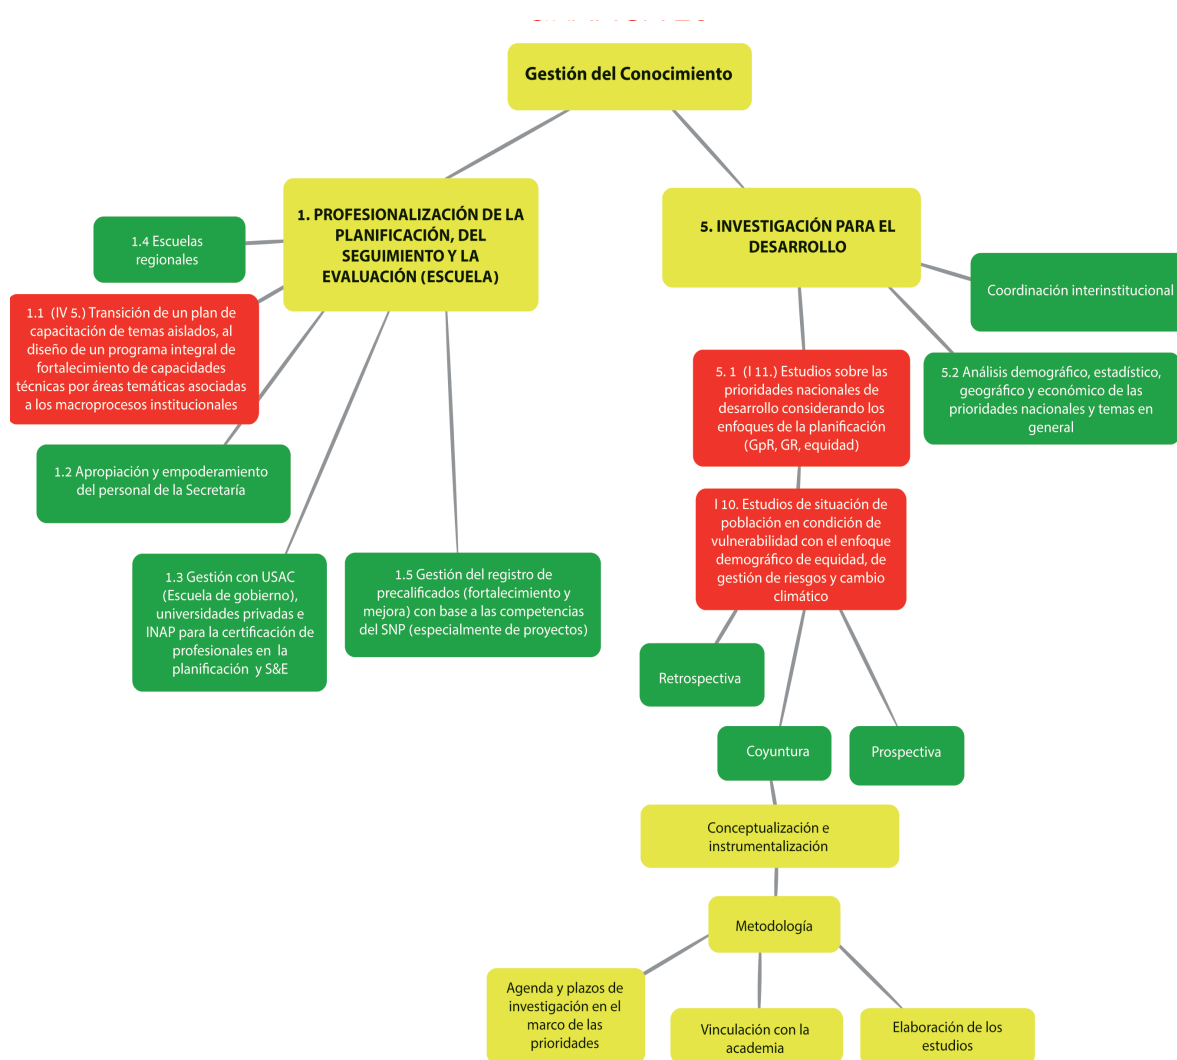 Gestión del Conocimiento
1. PROFESIONALIZACIÓN DE LA
PLANIFICACIÓN, DEL
SEGUIMIENTO Y LA
EVALUACIÓN (ESCUELA)
5. INVESTIGACIÓN PARA EL
DESARROLLO
1.4 Escuelas
regionales
Coordinación interinstitucional
1.1  (IV 5.) Transición de un plan de
capacitación de temas aislados, al
diseño de un programa integral de
fortalecimiento de capacidades
técnicas por áreas temáticas asociadas
a los macroprocesos institucionales
5. 1  (I 11.) Estudios sobre las
prioridades nacionales de
desarrollo considerando los
enfoques de la planificación
(GpR, GR, equidad)
5.2 Análisis demográfico, estadístico,
geográfico y económico de las
prioridades nacionales y temas en
general
1.2 Apropiación y empoderamiento
del personal de la Secretaría
I 10. Estudios de situación de
población en condición de
vulnerabilidad con el enfoque
demográfico de equidad, de
gestión de riesgos y cambio
climático
1.3 Gestión con USAC
(Escuela de gobierno),
universidades privadas e
INAP para la certificación de
profesionales en  la
planificación  y S&E
1.5 Gestión del registro de
precalificados (fortalecimiento y
mejora) con base a las competencias
del SNP (especialmente de proyectos)
Retrospectiva
Coyuntura
Prospectiva
Conceptualización e
instrumentalización
Metodología
Agenda y plazos de
investigación en el
marco de las
prioridades
Vinculación con la
academia
Elaboración de los
estudios